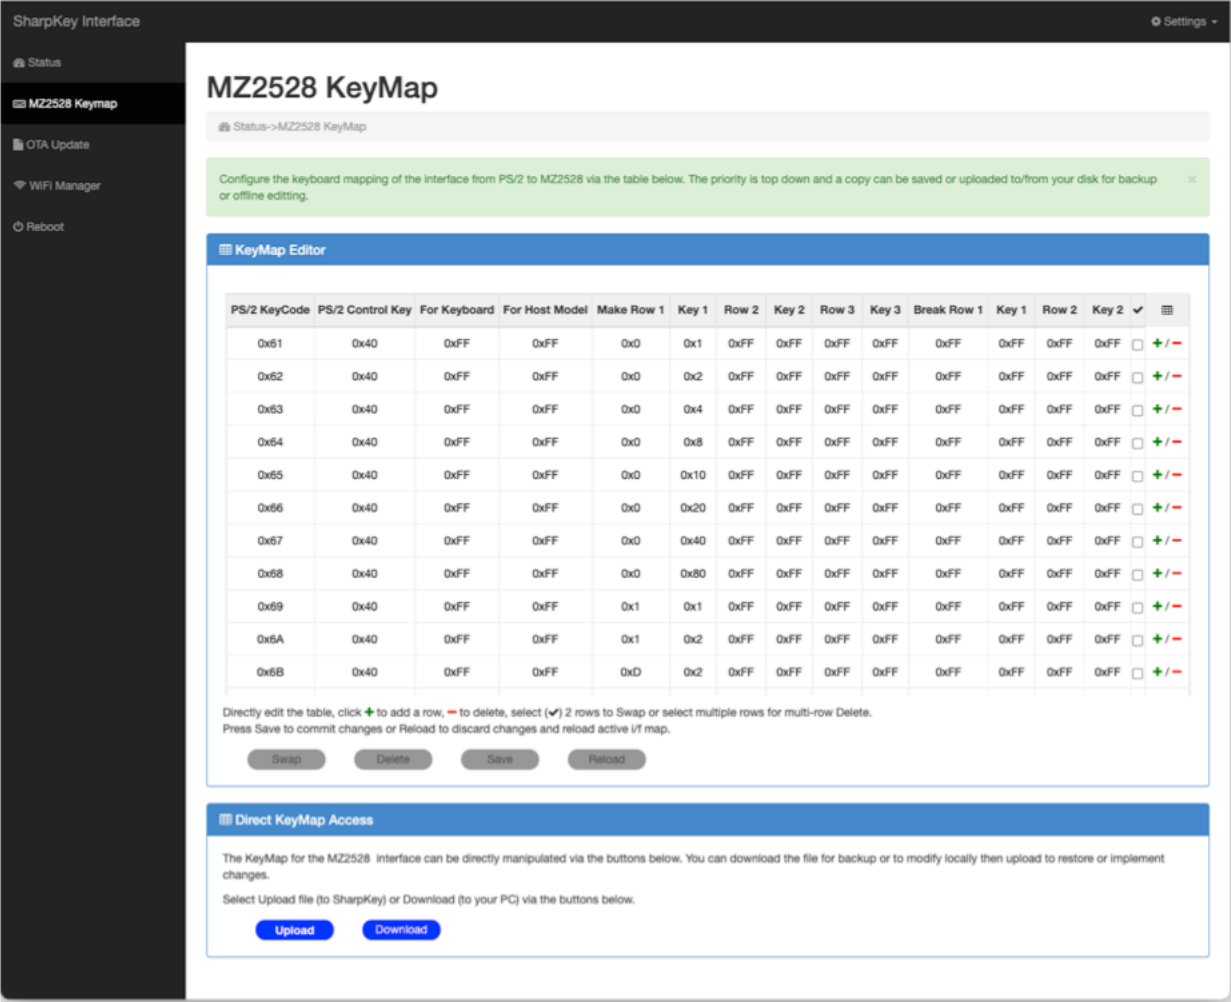 SharpKey Interface
Settings
Status
MZ2528 Keymap
OTA Update
WiFi Manager
Reboot
MZ2528 KeyMap
Status->MZ2528 KeyMap
Configure the keyboard mapping of the interface from PS/2 to MZ2528 via the table below. The priority is top down and a copy can be saved or uploaded to/from your disk for backup
or offline editting.
×
KeyMap Editor
PS/2 KeyCode PS/2 Control Key For Keyboard For Host Model Make Row 1 Key 1 Row 2 Key 2 Row 3 Key 3 Break Row 1 Key 1 Row 2 Key 2 ✔
0x61 0x40 0xFF 0xFF 0x0 0x1 0xFF 0xFF 0xFF 0xFF 0xFF 0xFF 0xFF 0xFF + / −
0x62 0x40 0xFF 0xFF 0x0 0x2 0xFF 0xFF 0xFF 0xFF 0xFF 0xFF 0xFF 0xFF + / −
0x63 0x40 0xFF 0xFF 0x0 0x4 0xFF 0xFF 0xFF 0xFF 0xFF 0xFF 0xFF 0xFF + / −
0x64 0x40 0xFF 0xFF 0x0 0x8 0xFF 0xFF 0xFF 0xFF 0xFF 0xFF 0xFF 0xFF + / −
0x65 0x40 0xFF 0xFF 0x0 0x10 0xFF 0xFF 0xFF 0xFF 0xFF 0xFF 0xFF 0xFF + / −
0x66 0x40 0xFF 0xFF 0x0 0x20 0xFF 0xFF 0xFF 0xFF 0xFF 0xFF 0xFF 0xFF + / −
0x67 0x40 0xFF 0xFF 0x0 0x40 0xFF 0xFF 0xFF 0xFF 0xFF 0xFF 0xFF 0xFF + / −
0x68 0x40 0xFF 0xFF 0x0 0x80 0xFF 0xFF 0xFF 0xFF 0xFF 0xFF 0xFF 0xFF + / −
0x69 0x40 0xFF 0xFF 0x1 0x1 0xFF 0xFF 0xFF 0xFF 0xFF 0xFF 0xFF 0xFF + / −
0x6A 0x40 0xFF 0xFF 0x1 0x2 0xFF 0xFF 0xFF 0xFF 0xFF 0xFF 0xFF 0xFF + / −
0x6B 0x40 0xFF 0xFF 0xD 0x2 0xFF 0xFF 0xFF 0xFF 0xFF 0xFF 0xFF 0xFF + / −
Directly edit the table, click + to add a row, − to delete, select (✔) 2 rows to Swap or select multiple rows for multi-row Delete.
Press Save to commit changes or Reload to discard changes and reload active i/f map.
Swap Delete Save Reload
Direct KeyMap Access
The KeyMap for the MZ2528 interface can be directly manipulated via the buttons below. You can download the file for backup or to modify locally then upload to restore or implement
changes.
Select Upload file (to SharpKey) or Download (to your PC) via the buttons below.
Upload Download